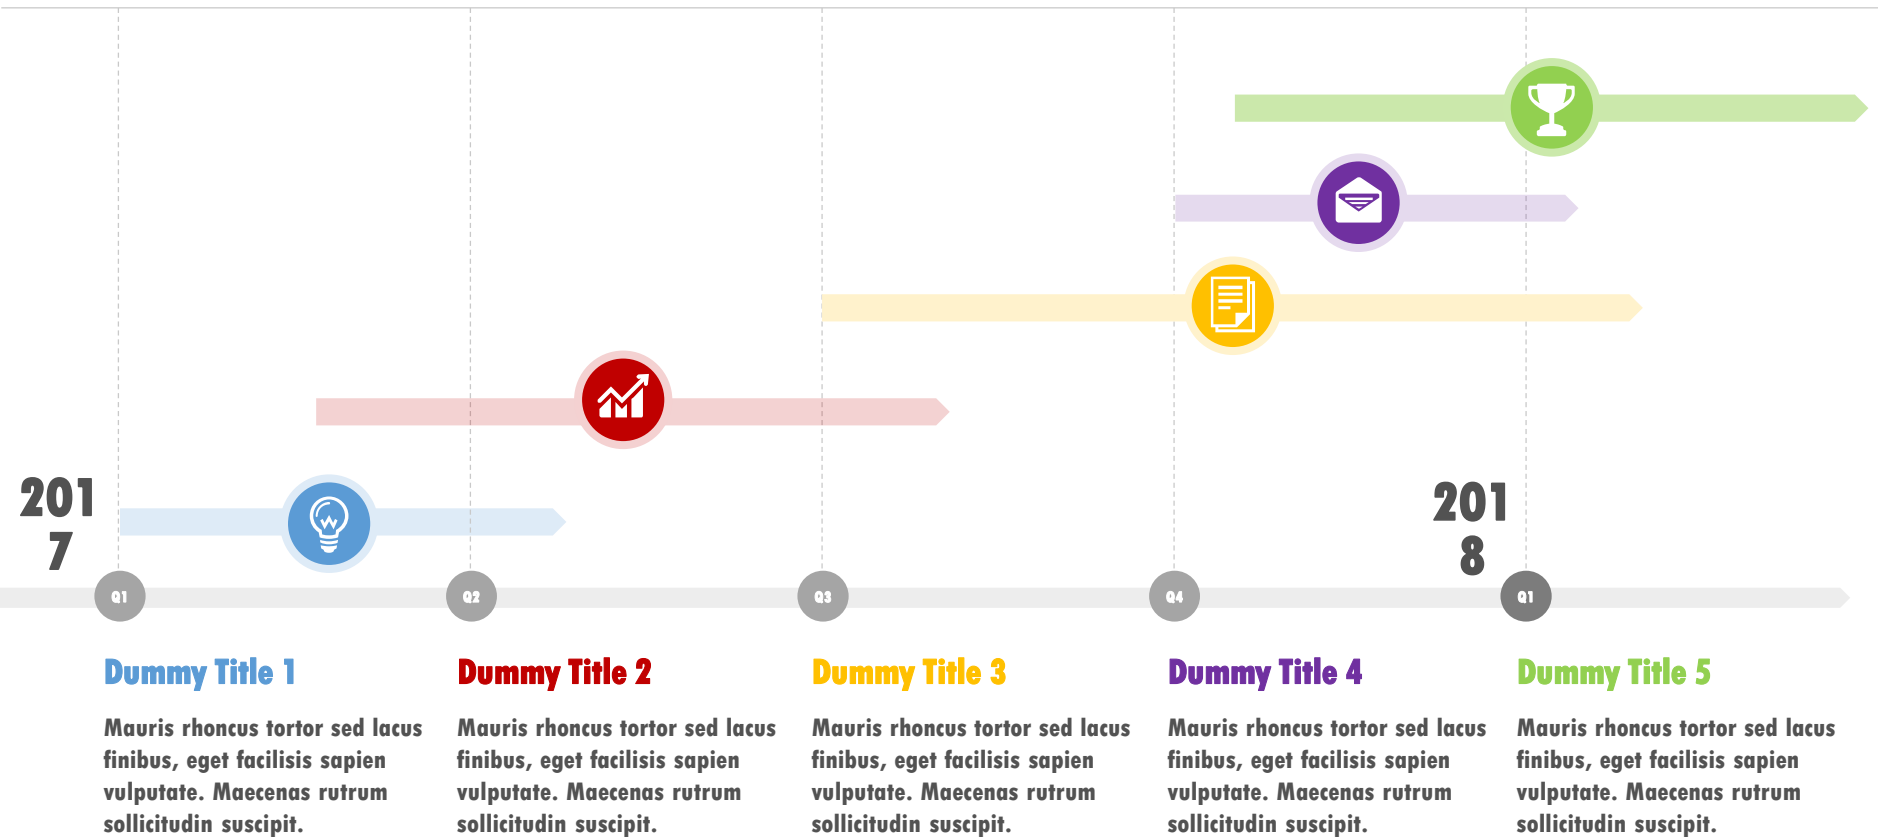 201
7
201
8
Q1
Q2
Q3
Q4
Q1
Dummy Title 1
Mauris rhoncus tortor sed lacus
finibus, eget facilisis sapien
vulputate. Maecenas rutrum
sollicitudin suscipit.
Dummy Title 2
Mauris rhoncus tortor sed lacus
finibus, eget facilisis sapien
vulputate. Maecenas rutrum
sollicitudin suscipit.
Dummy Title 3
Mauris rhoncus tortor sed lacus
finibus, eget facilisis sapien
vulputate. Maecenas rutrum
sollicitudin suscipit.
Dummy Title 4
Mauris rhoncus tortor sed lacus
finibus, eget facilisis sapien
vulputate. Maecenas rutrum
sollicitudin suscipit.
Dummy Title 5
Mauris rhoncus tortor sed lacus
finibus, eget facilisis sapien
vulputate. Maecenas rutrum
sollicitudin suscipit.